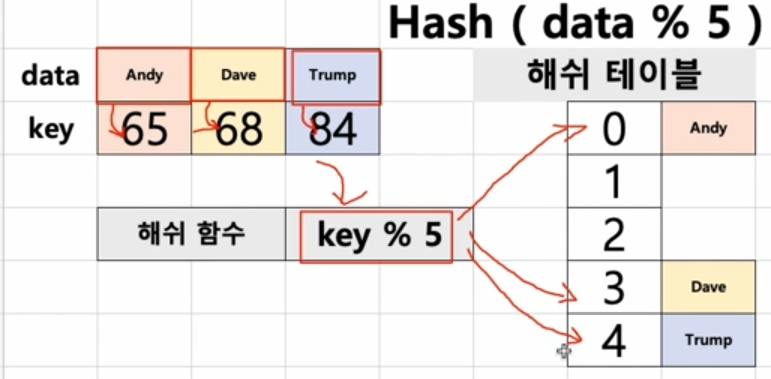 Hash ( data % 5 )
data Andy Dave Trump
해쉬 테이블
key 65 68 84
0 Andy
1
해쉬 함수 key % 5
2
3 Dave
4 Trump